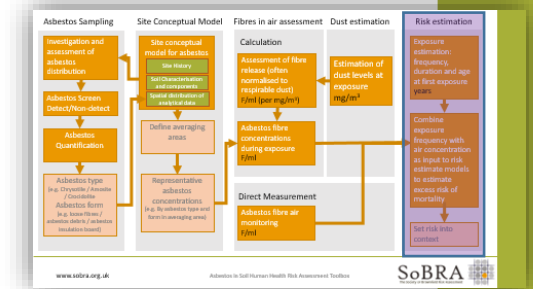 Asbestos Sampling
Site Conceptual Model
Fibres in air assessment
Dust estimation
Risk estimation
Investigation and
assessment of
asbestos
distribution
Asbestos Screen
Detect/Non-detect
Asbestos
Quantification
Asbestos type
(e.g. Chrysotile / Amosite
/ Crocidolite)
Asbestos form
(e.g. loose fibres /
asbestos debris / asbestos
insulation board)
Site conceptual
model for asbestos
Site History
Soil Characterisation
and components
Spatial distribution of
analytical data
Define averaging
areas
Representative
asbestos
concentrations
(e.g. By asbestos type and
form in averaging area)
Calculation
Assessment of fibre
release (often
normalised to
respirable dust)
F/ml (per mg/m³)
Asbestos fibre
concentrations
during exposure
F/ml
Direct Measurement
Asbestos fibre air
monitoring
F/ml
Estimation of
dust levels at
exposure
mg/m³
Exposure
estimation:
frequency,
duration and age
at first exposure
years
Combine
exposure
frequency with
air concentration
as input to risk
estimate models
to estimate
excess risk of
mortality
Set risk into
context
www.sobra.org.uk
Asbestos in Soil Human Health Risk Assessment Toolbox
SoBRA